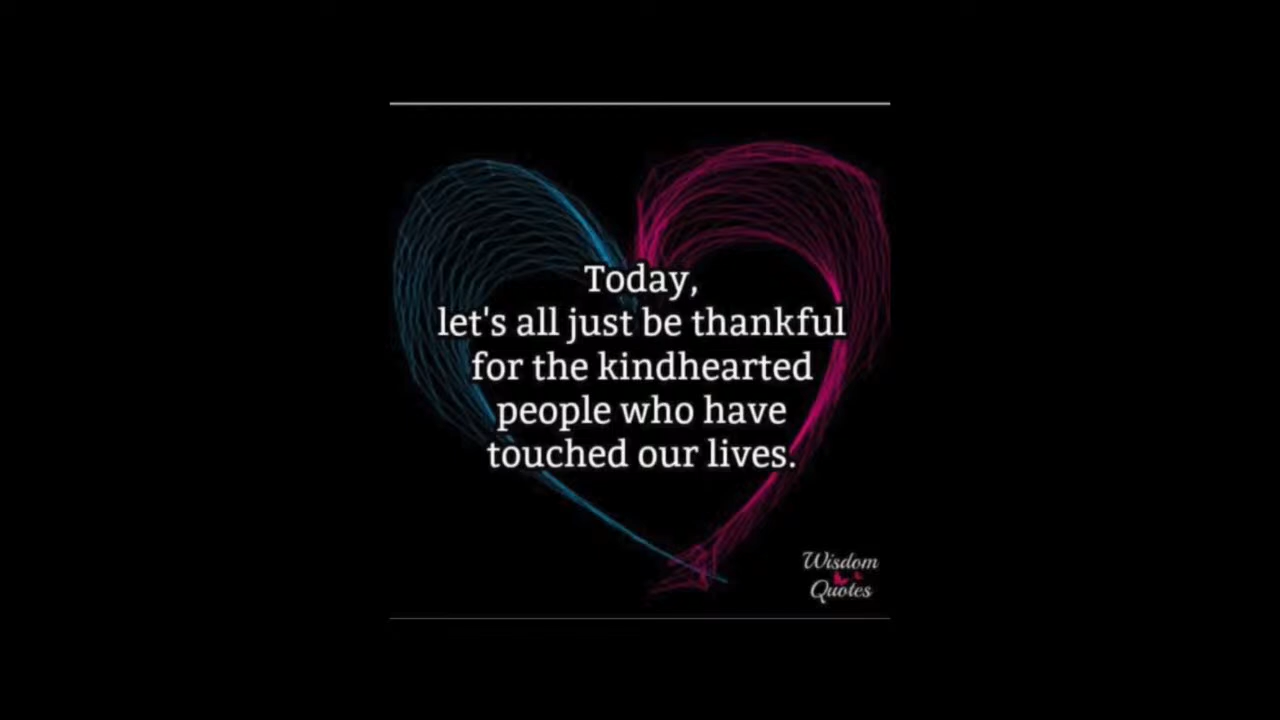 Today,
let's all just be thankful
for the kindhearted
people who have
touched our lives.
Wisdom
Quotes